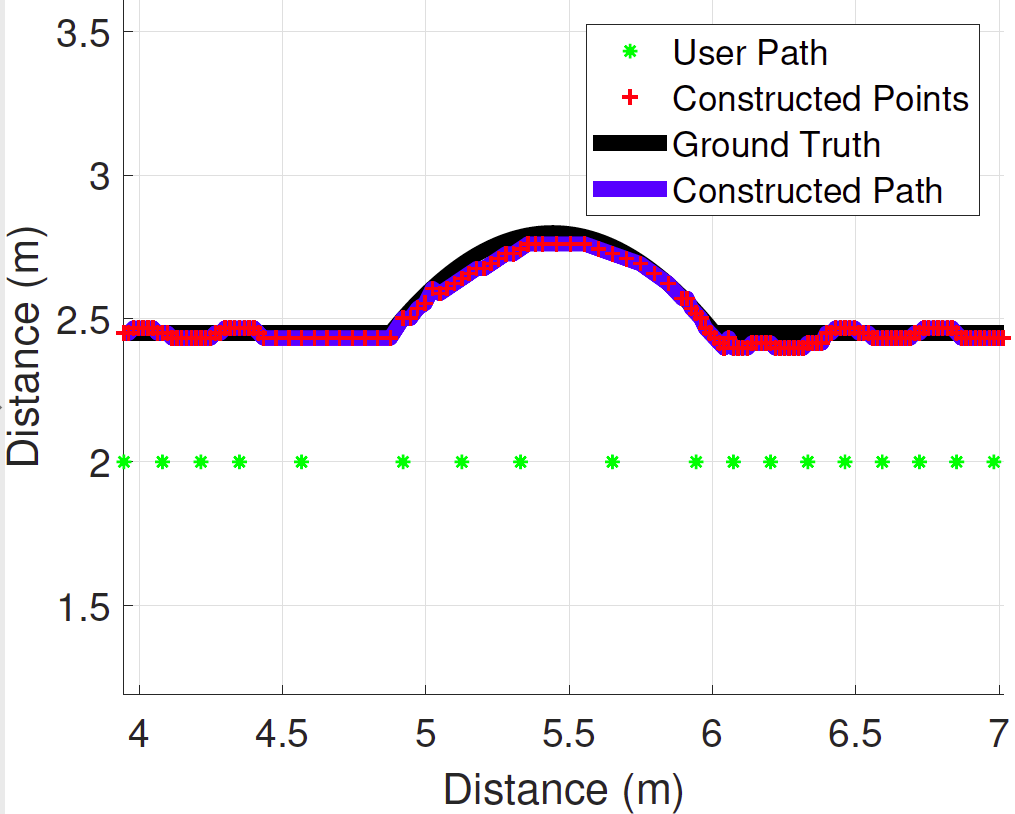 3.5
3
2.5
2
1.5
Distance (m)
User Path
Constructed Points
Ground Truth
Constructed Path
4 4.5 5 5.5 6 6.5 7
Distance (m)